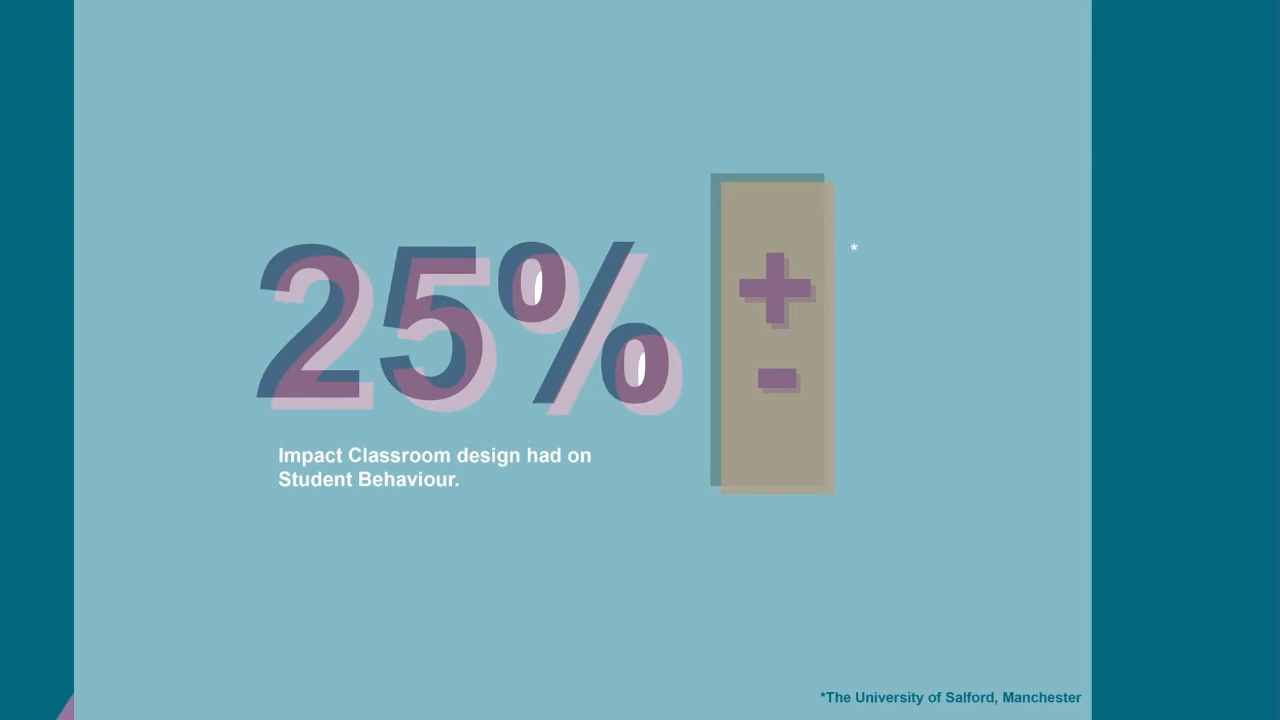 25%
+
-
*
Impact Classroom design had on
Student Behaviour.
*The University of Salford, Manchester